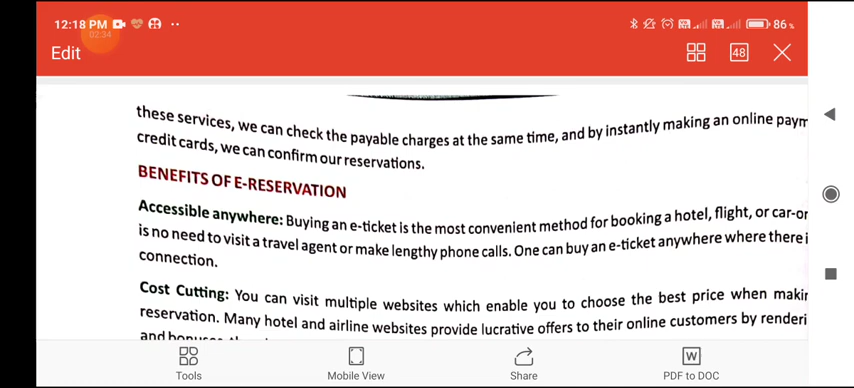 12:18 PM
02:34
86%
Edit
48
these services, we can check the payable charges at the same time, and by instantly making an online paym
credit cards, we can confirm our reservations.
BENEFITS OF E-RESERVATION
Accessible anywhere: Buying an e-ticket is the most convenient method for booking a hotel, flight, or car-or
is no need to visit a travel agent or make lengthy phone calls. One can buy an e-ticket anywhere where there i
connection.
Cost Cutting: You can visit multiple websites which enable you to choose the best price when makin
reservation. Many hotel and airline websites provide lucrative offers to their online customers by renderi
and bonuses
Tools
Mobile View
Share
W
PDF to DOC